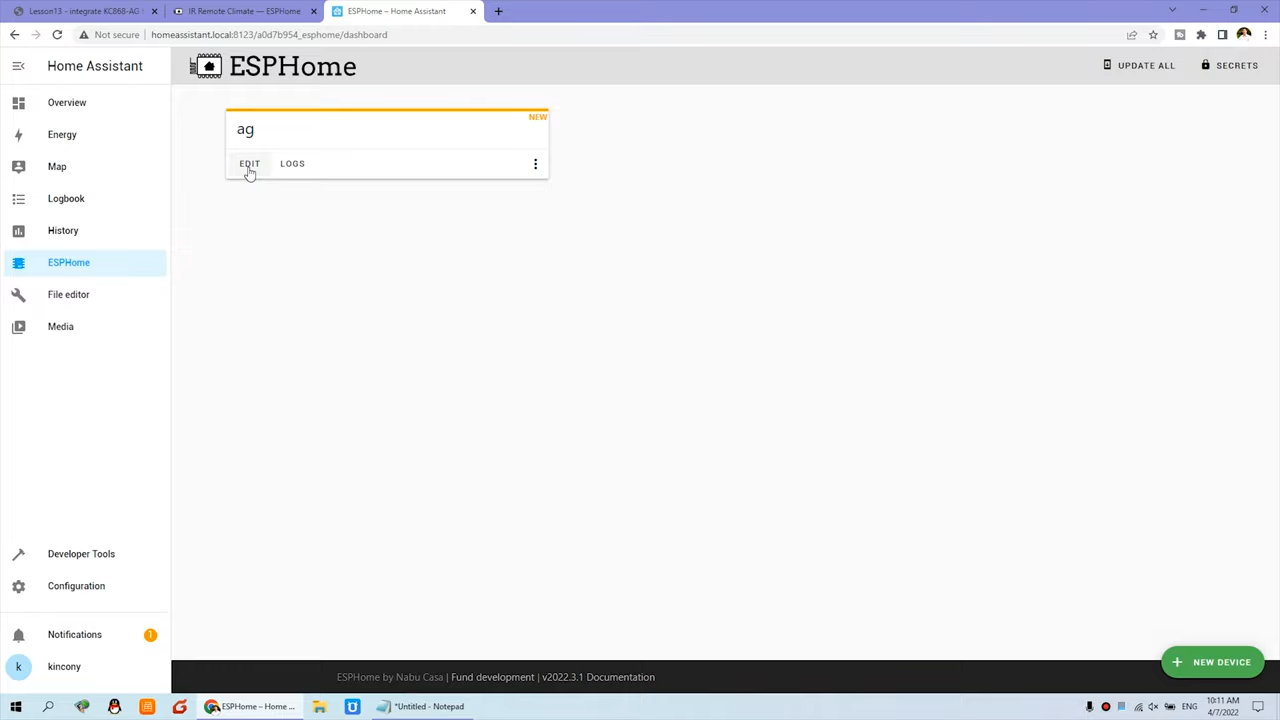 Lesson13 - integrate KC868-AG
IR Remote Climate — ESPHome
ESPHome – Home Assistant
Not secure
homeassistant.local:8123/a0d7b954_esphome/dashboard
Home Assistant
ESPHome
UPDATE ALL
SECRETS
Overview
Energy
Map
Logbook
History
ESPHome
File editor
Media
NEW
ag
EDIT
LOGS
Developer Tools
Configuration
Notifications
1
k
kincony
NEW DEVICE
ESPHome by Nabu Casa | Fund development | v2022.3.1 Documentation
ESPHome – Home ...
*Untitled - Notepad
ENG
10:11 AM
4/7/2022